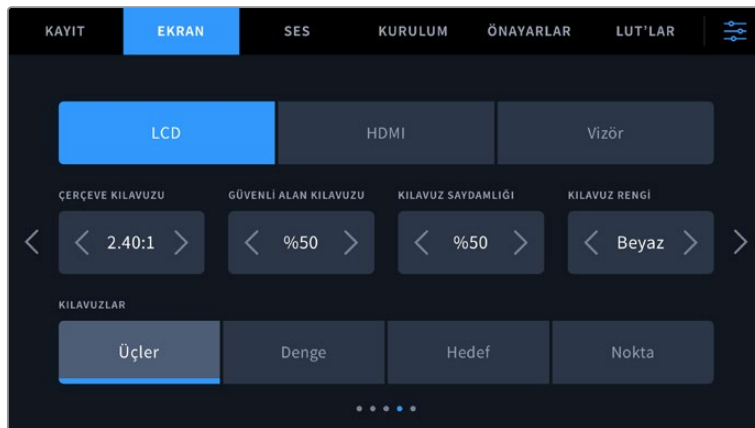 KAYIT EKRAN SES KURULUM ÖNAYARLAR LUT'LAR
LCD HDMI Vizör
ÇERÇEVE KILAVUZU GÜVENLİ ALAN KILAVUZU KILAVUZ SAYDAMLIĞI KILAVUZ RENGİ
2.40:1 %50 %50 Beyaz
KILAVUZLAR
Üçler Denge Hedef Nokta